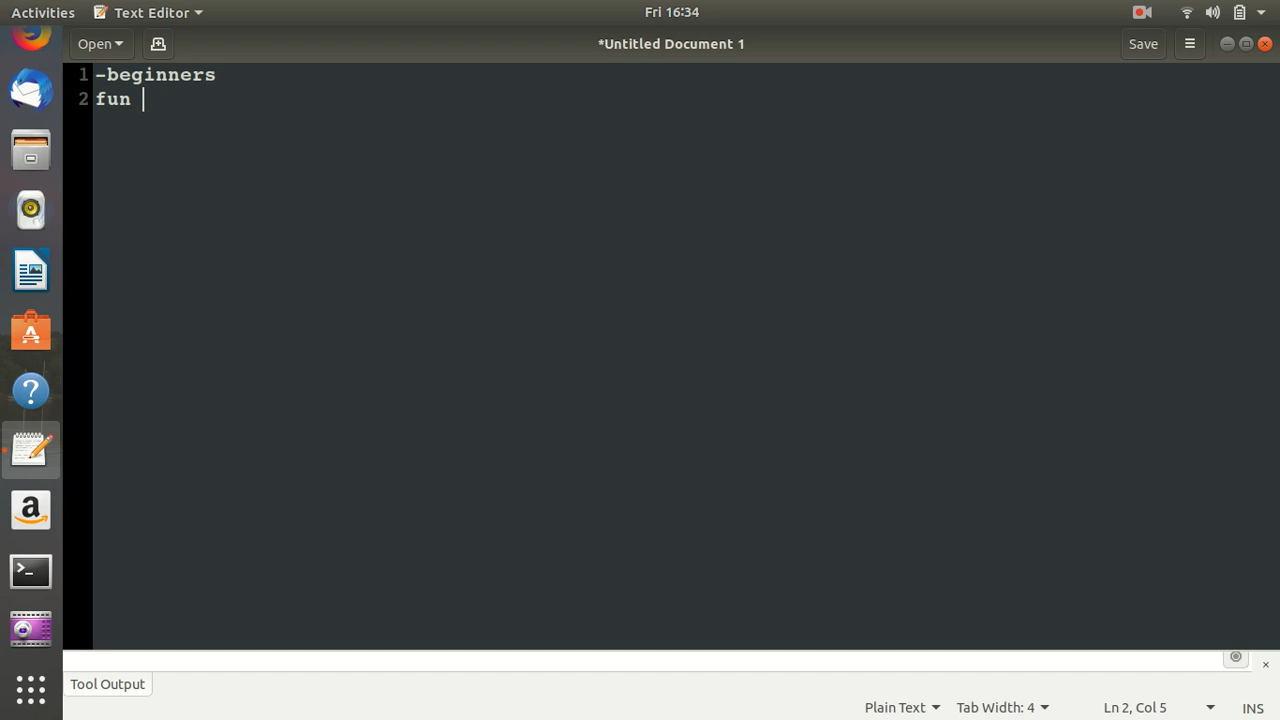 Activities Text Editor Fri 16:34
Open *Untitled Document 1 Save
1 -beginners
2 fun
Tool Output
Plain Text Tab Width: 4 Ln 2, Col 5 INS